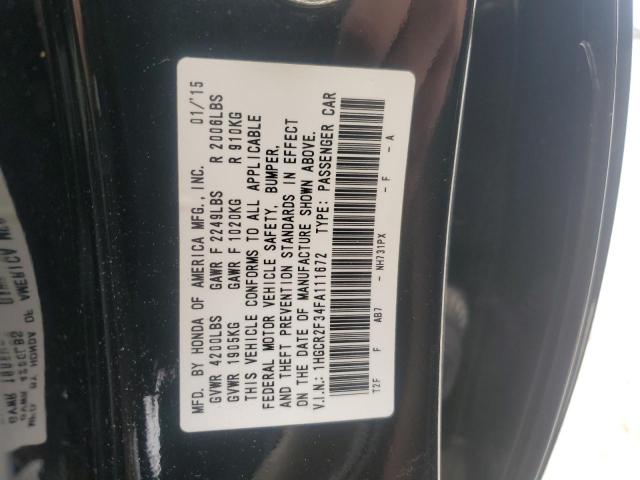 MFD. BY HONDA OF AMERICA MFG., INC. 01/'15
GVWR 4200LBS GAWR F 2249LBS R 2006LBS
GVWR 1905KG GAWR F 1020KG R 910KG
THIS VEHICLE CONFORMS TO ALL APPLICABLE
FEDERAL MOTOR VEHICLE SAFETY, BUMPER,
AND THEFT PREVENTION STANDARDS IN EFFECT
ON THE DATE OF MANUFACTURE SHOWN ABOVE.
V.I.N.: 1HGCR2F34FA111672 TYPE: PASSENGER CAR
T2F F AB7 - NH731PX - F - A